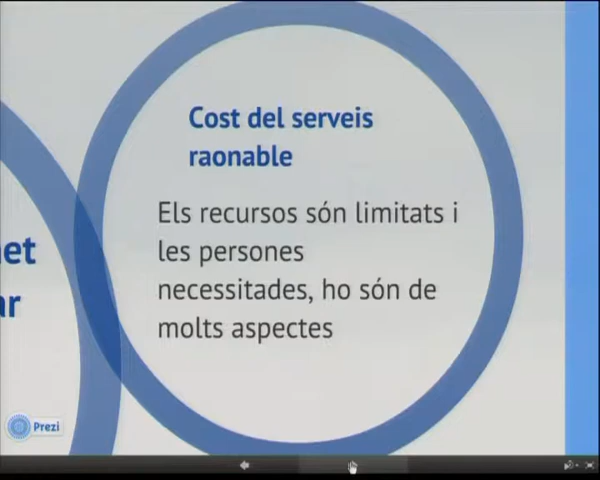 Cost del serveis
raonable
Els recursos són limitats i
les persones
necessitades, ho són de
molts aspectes
et
ar
Prezi